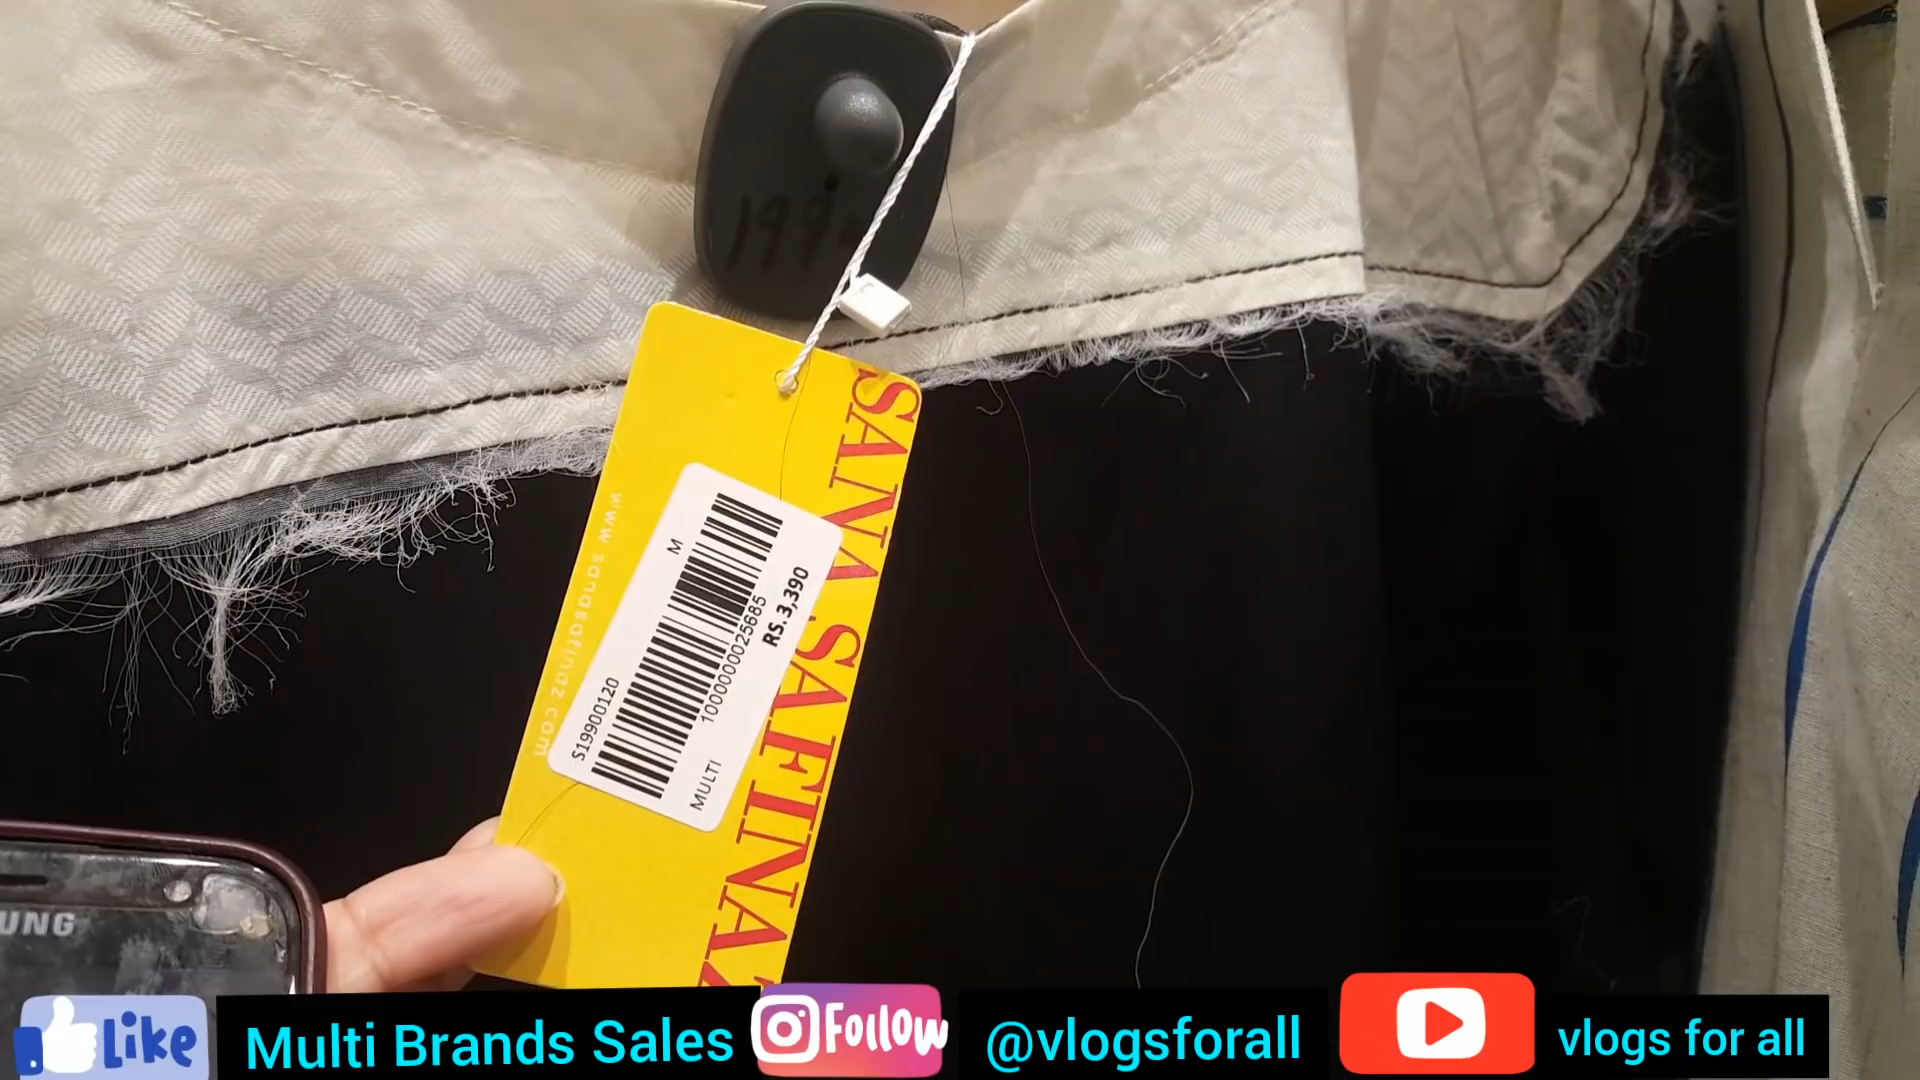 SANA SAFINAZ
www.sanasafinaz.com
M
S19900120
1000000025685
RS. 3,390
MULTI
UNG
Like
Multi Brands Sales
Follow
@vlogsforall
vlogs for all